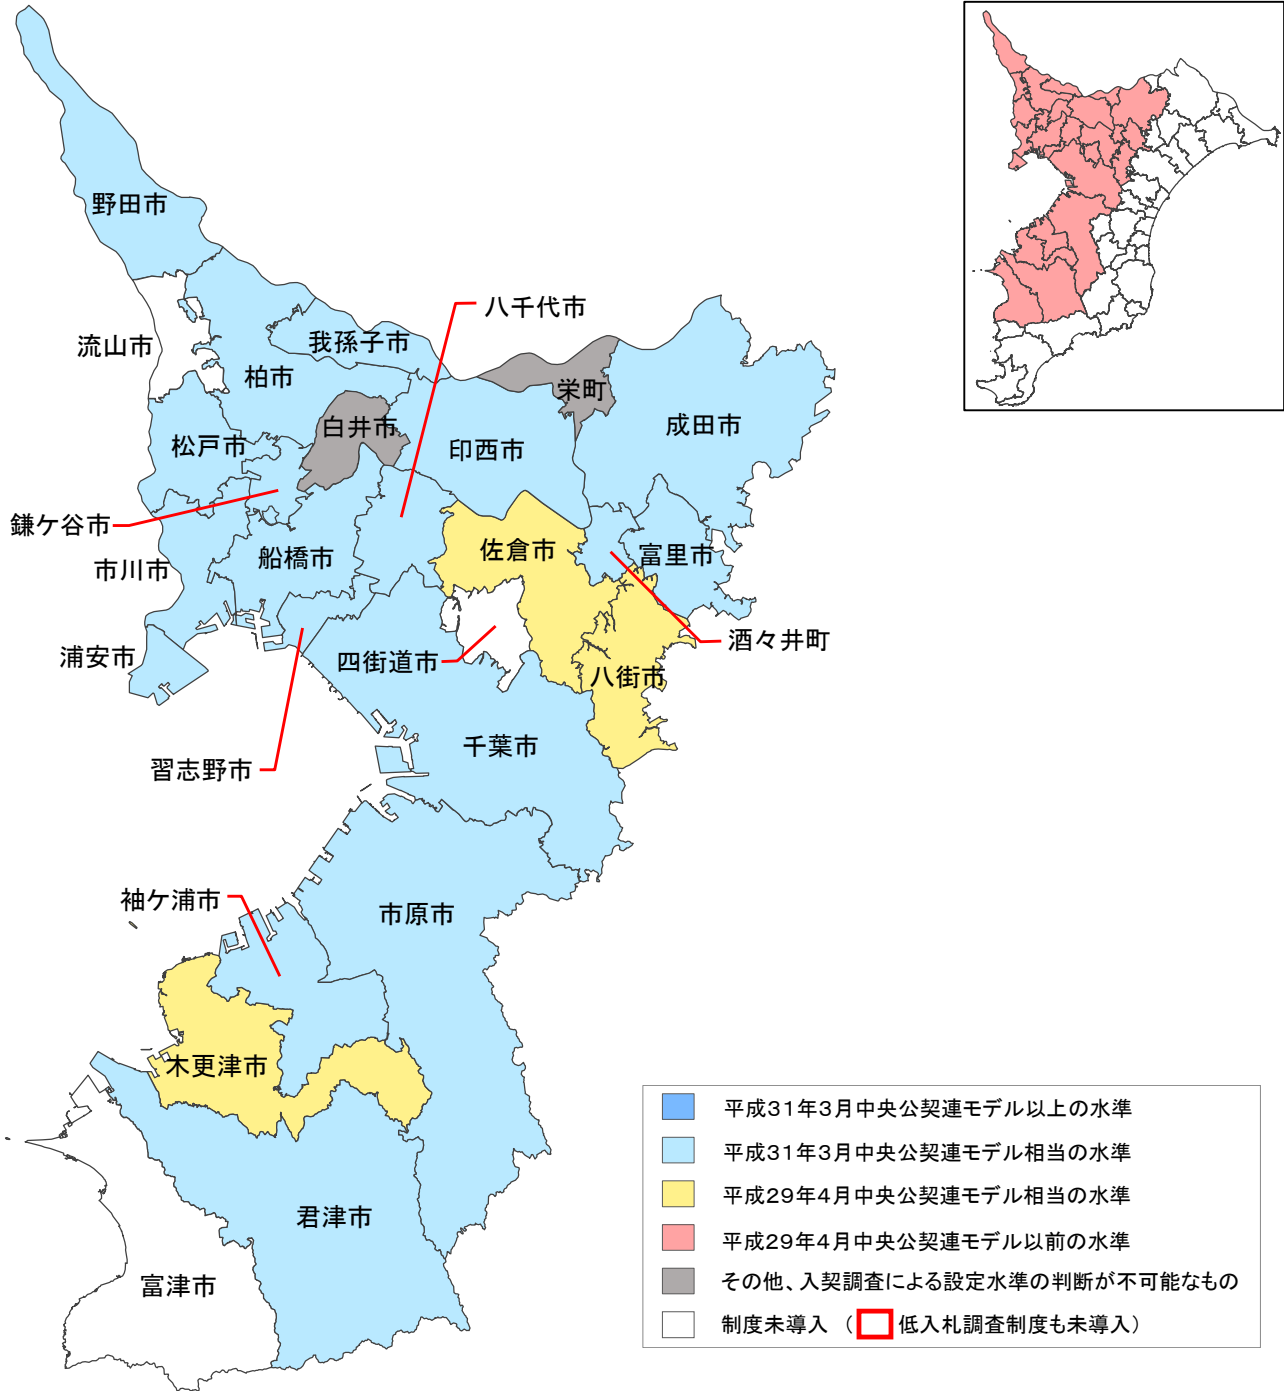 野田市
流山市
八千代市
我孫子市
柏市
栄町
白井市
成田市
松戸市
印西市
鎌ケ谷市
佐倉市
富里市
船橋市
市川市
酒々井町
浦安市
四街道市
八街市
千葉市
習志野市
袖ケ浦市
市原市
木更津市
君津市
富津市
平成31年3月中央公契連モデル以上の水準
平成31年3月中央公契連モデル相当の水準
平成29年4月中央公契連モデル相当の水準
平成29年4月中央公契連モデル以前の水準
その他、入契調査による設定水準の判断が不可能なもの
制度未導入 ( 低入札調査制度も未導入)